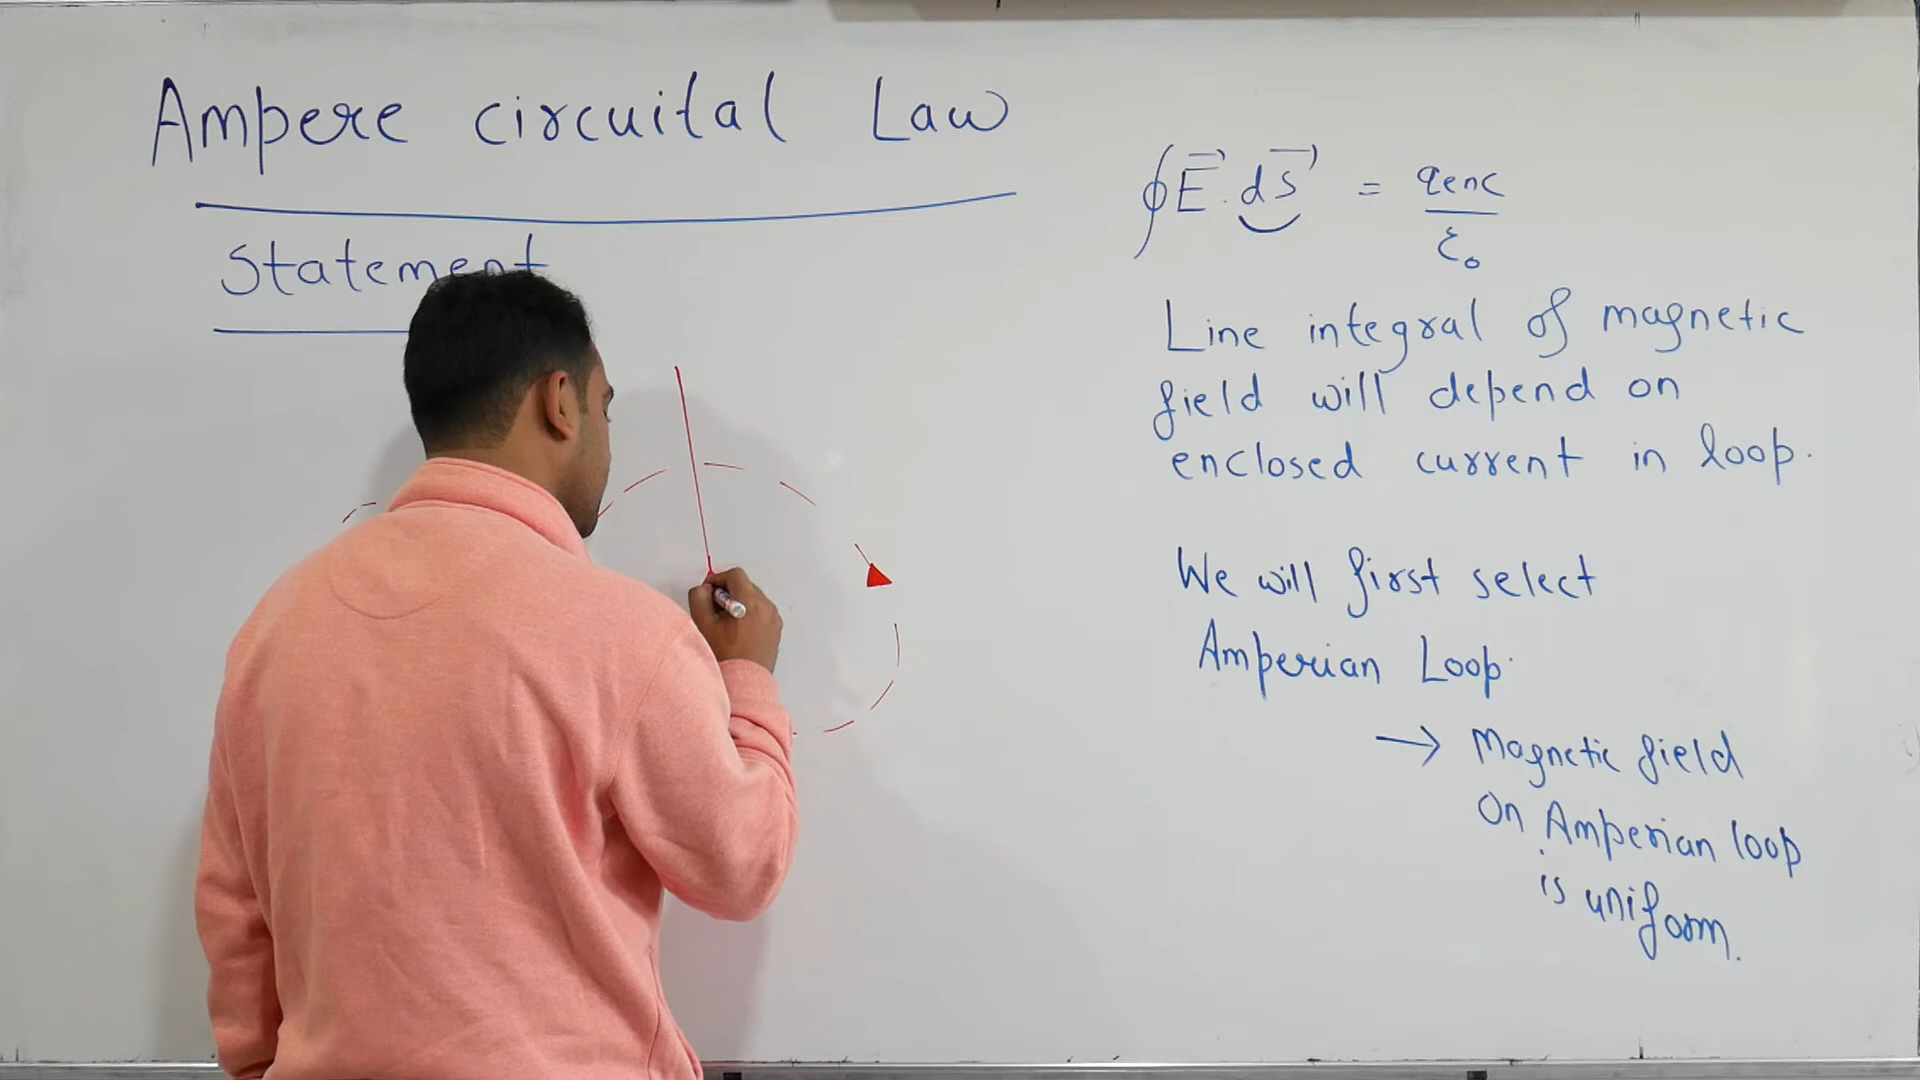 Ampere circuital Law
Statement
∮E⃗.dS⃗ = qenc/ε₀
Line integral of magnetic
field will depend on
enclosed current in loop.
We will first select
Amperian Loop.
→ Magnetic field
on Amperian loop
is uniform.